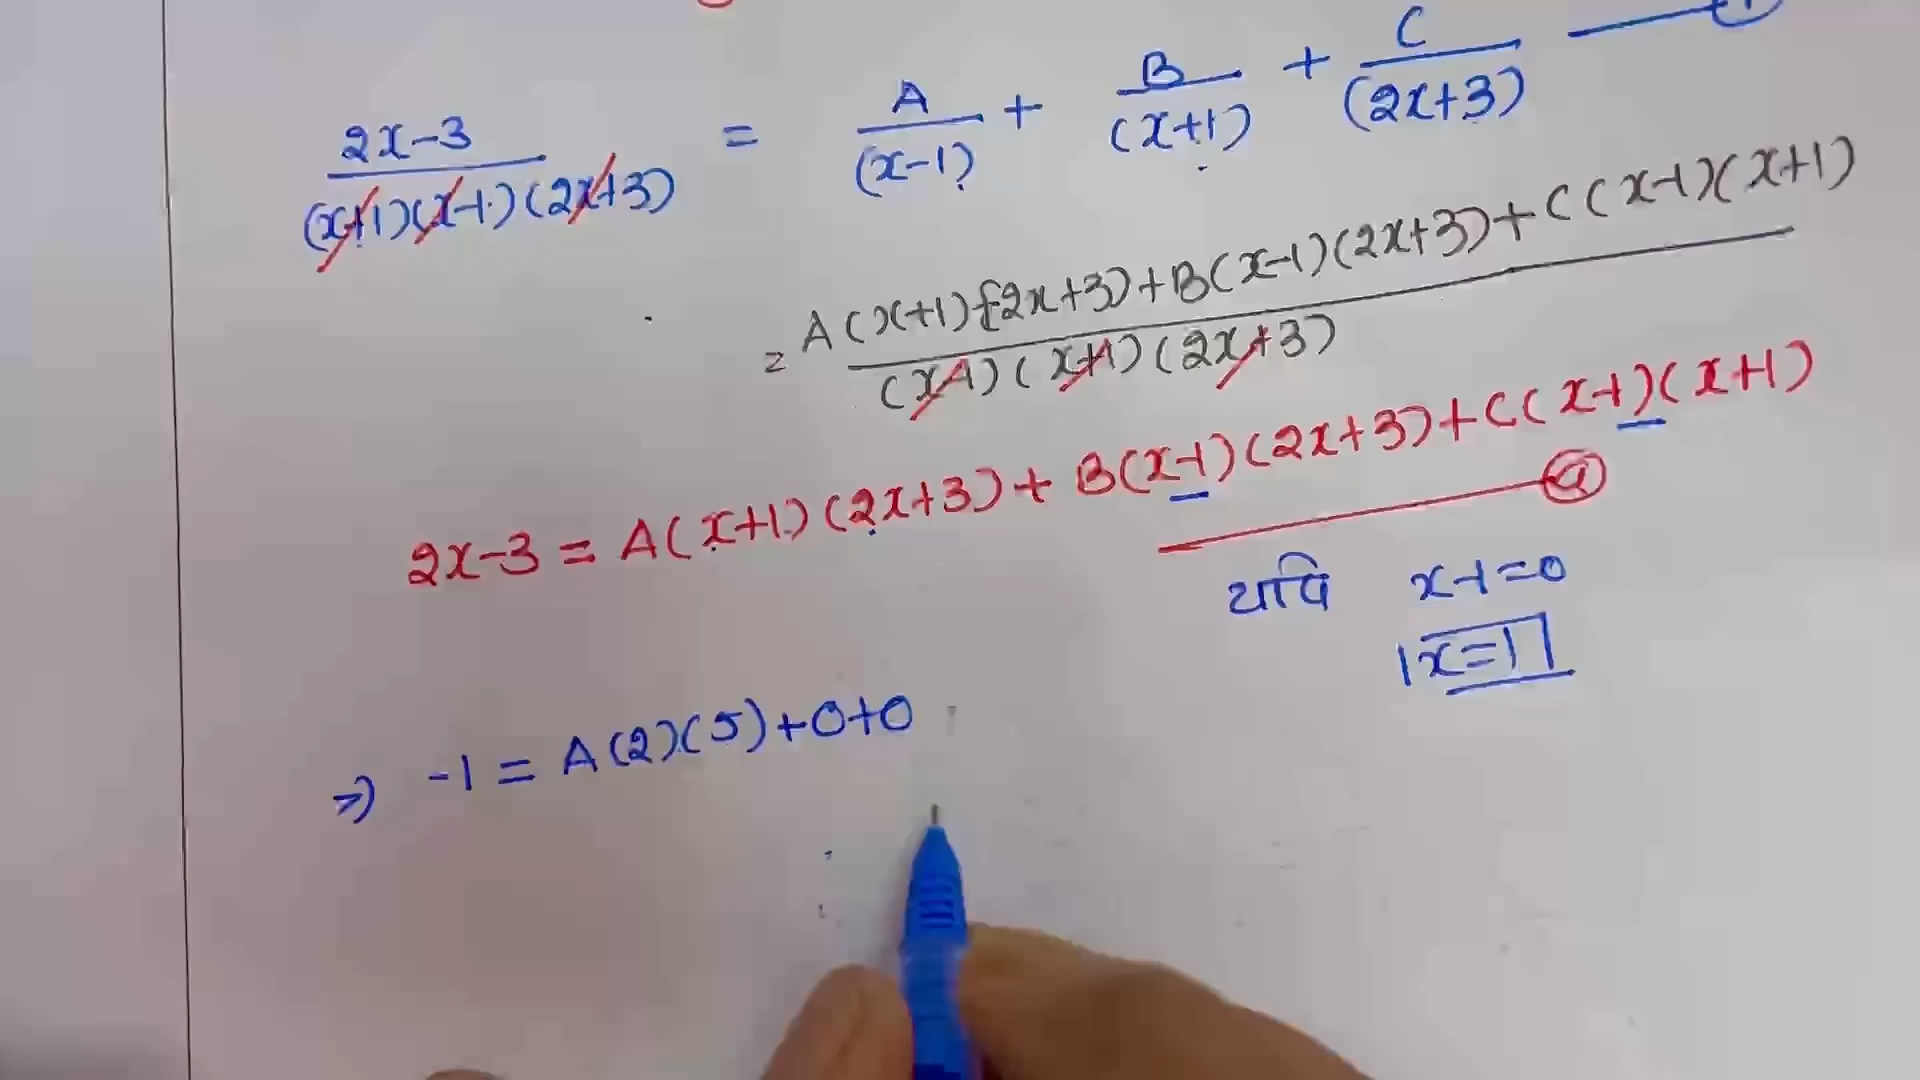 2x-3 / (x+1)(x-1)(2x+3) = A/(x-1) + B/(x+1) + C/(2x+3)
= A(x+1)(2x+3)+B(x-1)(2x+3)+C(x-1)(x+1) / (x-1)(x+1)(2x+3)
2x-3 = A(x+1)(2x+3)+B(x-1)(2x+3)+C(x-1)(x+1)
यदि x-1=0
x=1
⇒ -1 = A(2)(5)+0+0